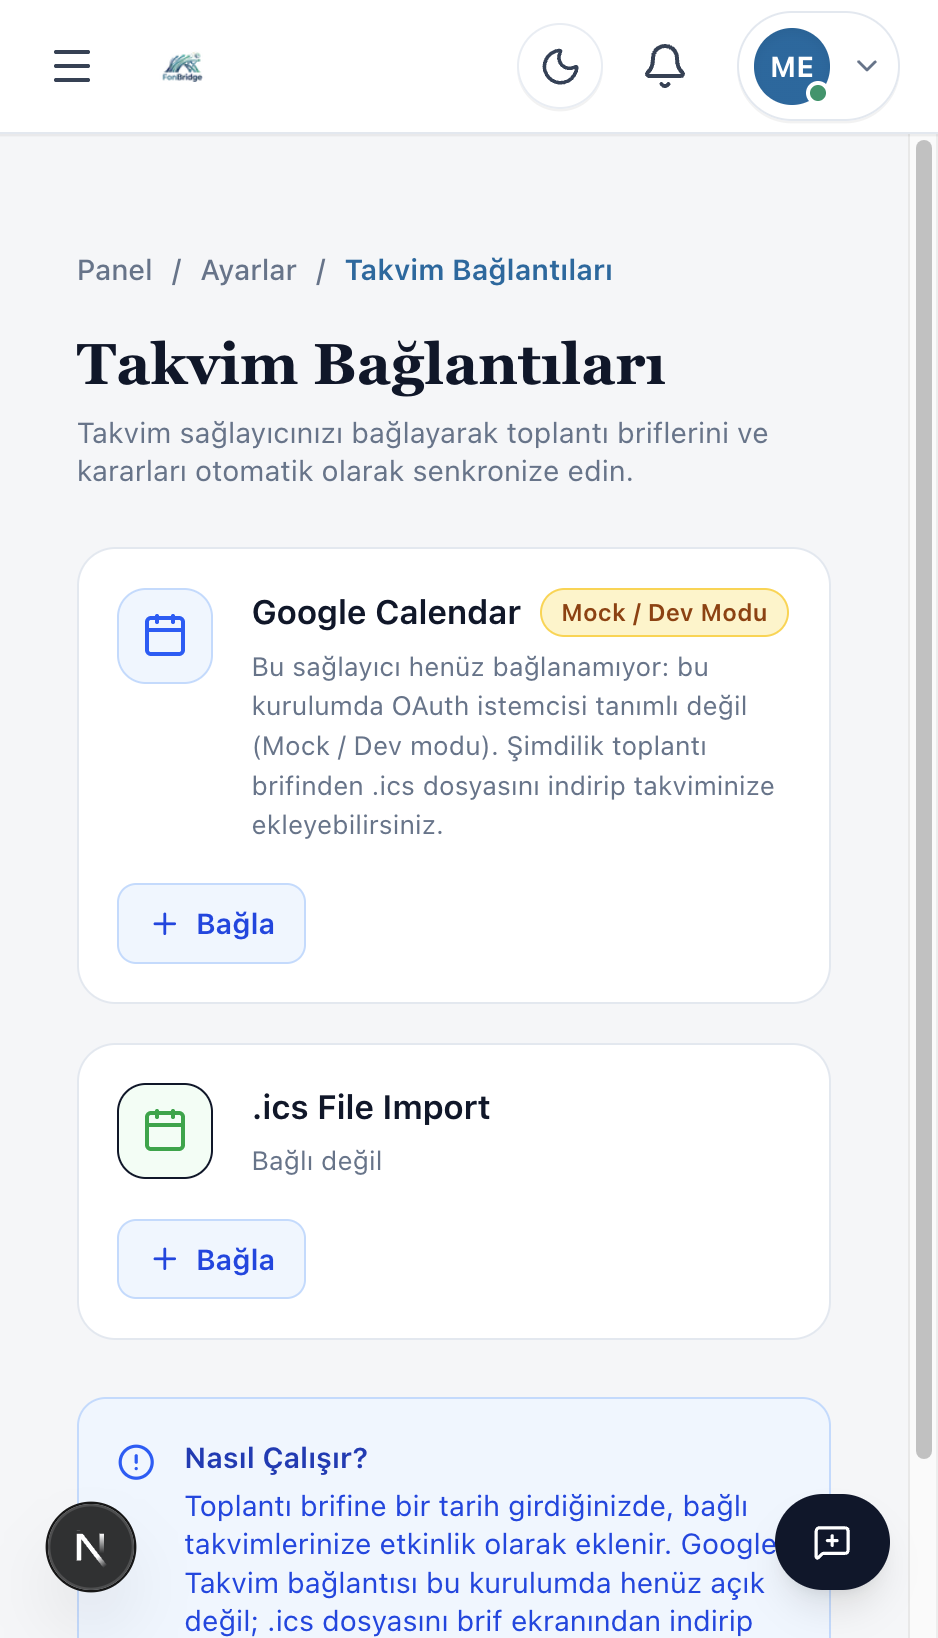 FonBridge
ME
Panel / Ayarlar / Takvim Bağlantıları
Takvim Bağlantıları
Takvim sağlayıcınızı bağlayarak toplantı briflerini ve
kararları otomatik olarak senkronize edin.
Google Calendar
Mock / Dev Modu
Bu sağlayıcı henüz bağlanamıyor: bu
kurulumda OAuth istemcisi tanımlı değil
(Mock / Dev modu). Şimdilik toplantı
brifinden .ics dosyasını indirip takviminize
ekleyebilirsiniz.
+ Bağla
.ics File Import
Bağlı değil
+ Bağla
Nasıl Çalışır?
Toplantı brifine bir tarih girdiğinizde, bağlı
takvimlerinize etkinlik olarak eklenir. Google
Takvim bağlantısı bu kurulumda henüz açık
değil; .ics dosyasını brif ekranından indirip
N